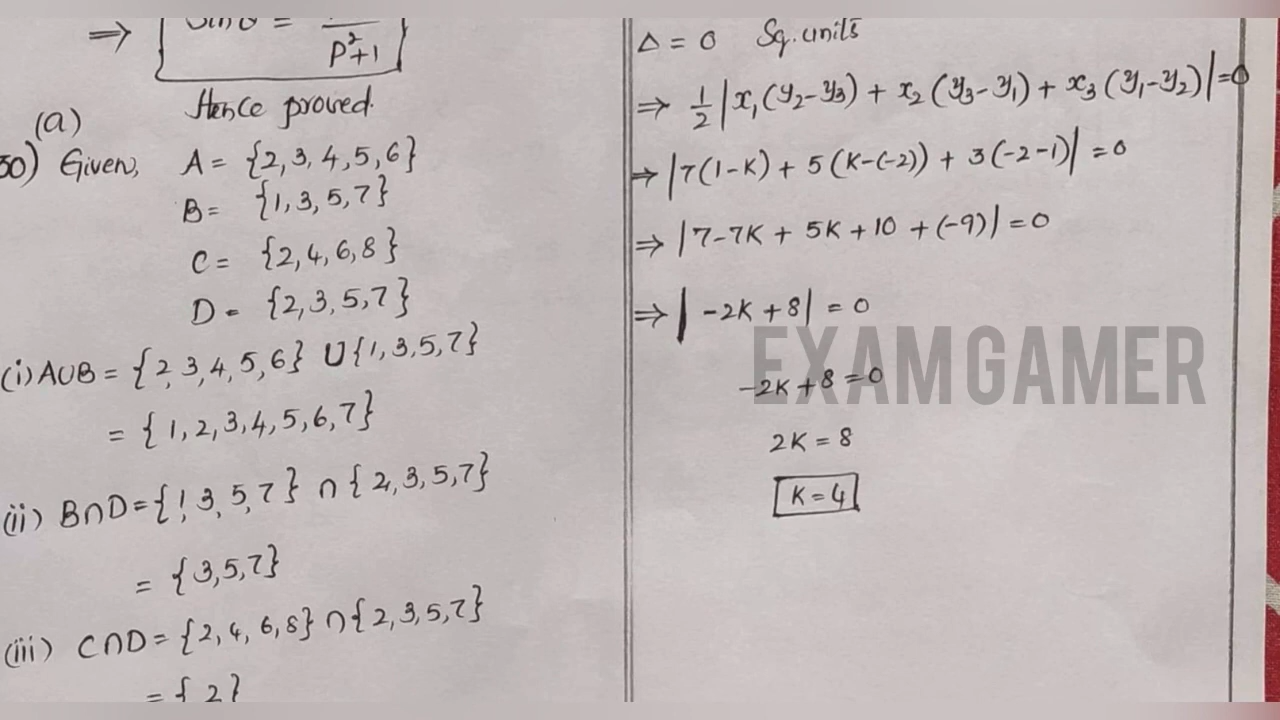 ⇒ Sinθ = / P²+1
Hence proved.
(a)
30) Given, A = {2, 3, 4, 5, 6}
B = {1, 3, 5, 7}
C = {2, 4, 6, 8}
D = {2, 3, 5, 7}
(i) A∪B = {2, 3, 4, 5, 6} ∪ {1, 3, 5, 7}
= {1, 2, 3, 4, 5, 6, 7}
(ii) B∩D = {1, 3, 5, 7} ∩ {2, 3, 5, 7}
= {3, 5, 7}
(iii) C∩D = {2, 4, 6, 8} ∩ {2, 3, 5, 7}
= {2}
Δ = 0 Sq. units
⇒ 1/2 |x₁(y₂-y₃) + x₂(y₃-y₁) + x₃(y₁-y₂)| = 0
⇒ |7(1-K) + 5(K-(-2)) + 3(-2-1)| = 0
⇒ |7-7K + 5K + 10 + (-9)| = 0
⇒ |-2K + 8| = 0
EXAM GAMER
-2K + 8 = 0
2K = 8
K = 4